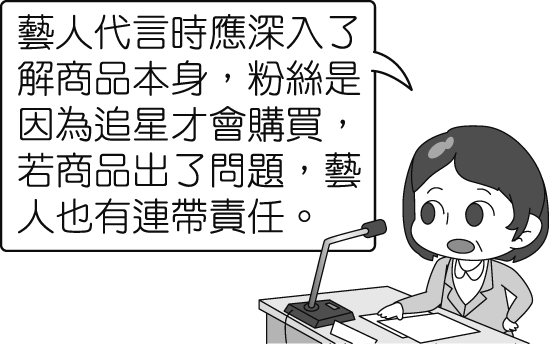 藝人代言時應深入了
解商品本身，粉絲是
因為追星才會購買，
若商品出了問題，藝
人也有連帶責任。